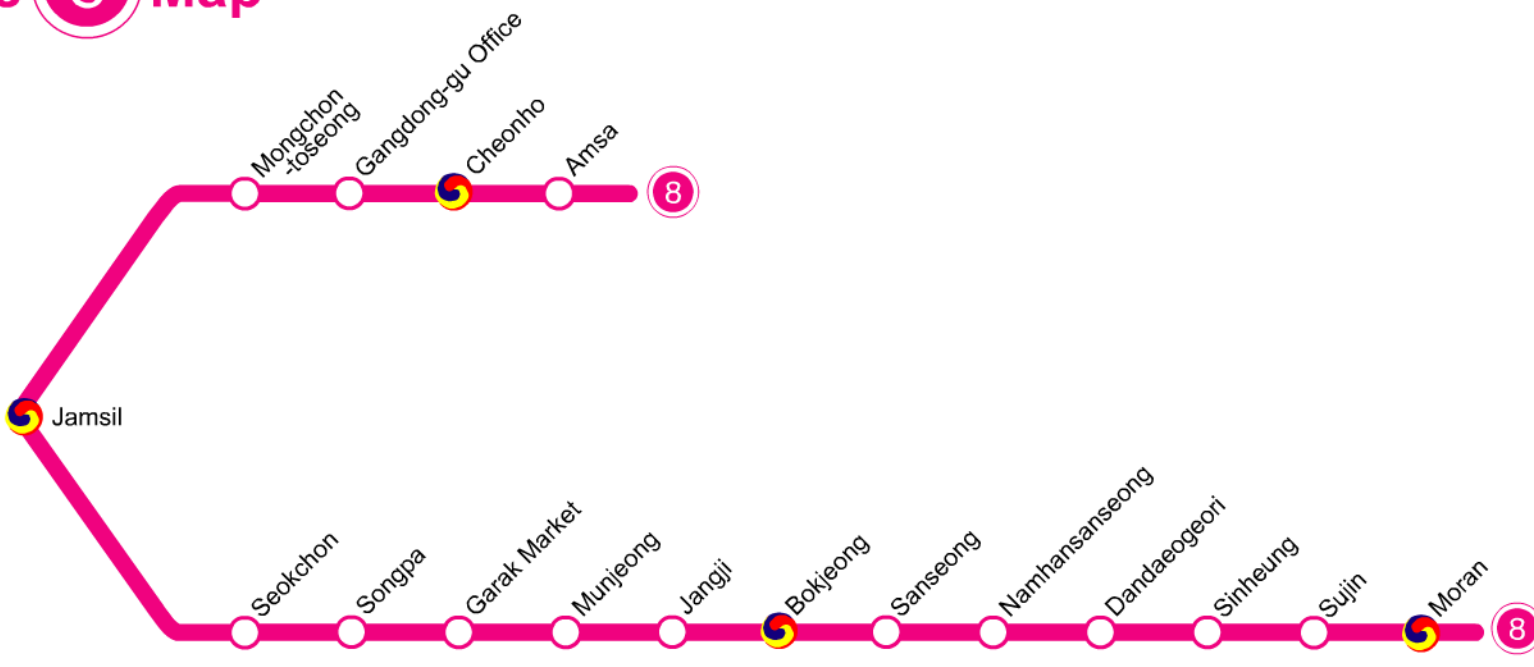 Map
Mongchon
-toseong
Gangdong-gu Office
Cheonho
Amsa
8
Jamsil
Seokchon
Songpa
Garak Market
Munjeong
Jangji
Bokjeong
Sanseong
Namhansanseong
Dandaeogeori
Sinheung
Sujin
Moran
8